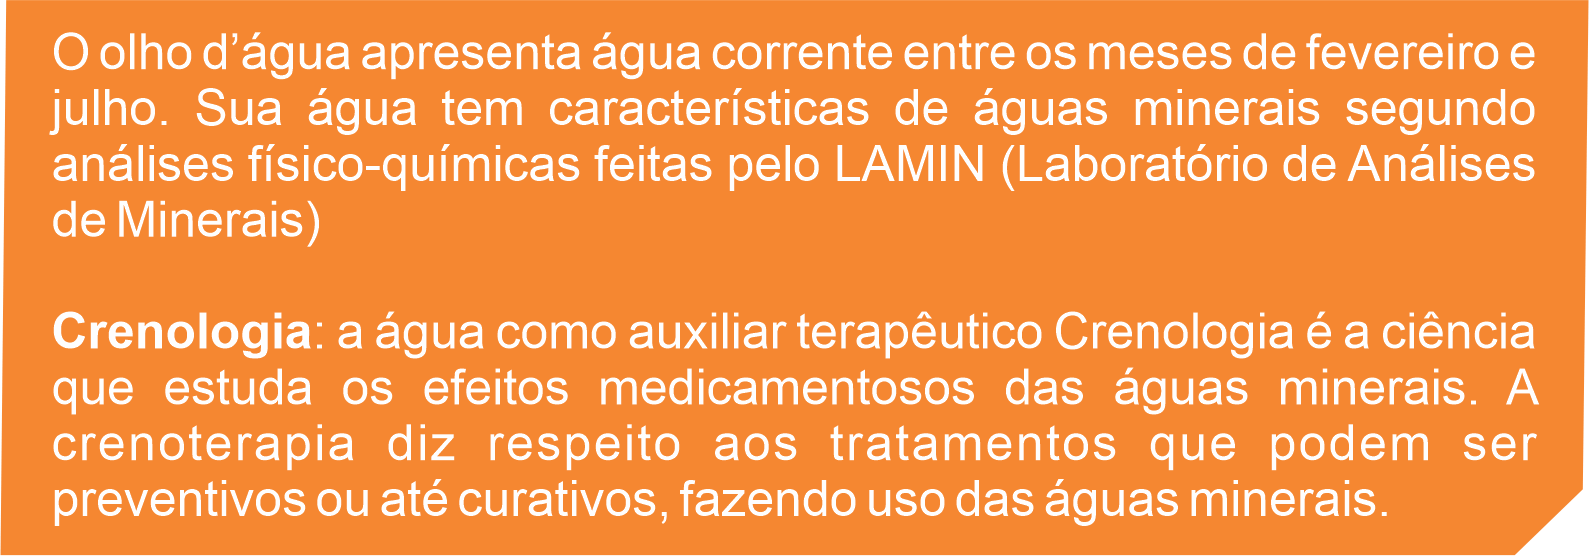 O olho d’água apresenta água corrente entre os meses de fevereiro e
julho. Sua água tem características de águas minerais segundo
análises físico-químicas feitas pelo LAMIN (Laboratório de Análises
de Minerais)
Crenologia: a água como auxiliar terapêutico Crenologia é a ciência
que estuda os efeitos medicamentosos das águas minerais. A
crenoterapia diz respeito aos tratamentos que podem ser
preventivos ou até curativos, fazendo uso das águas minerais.